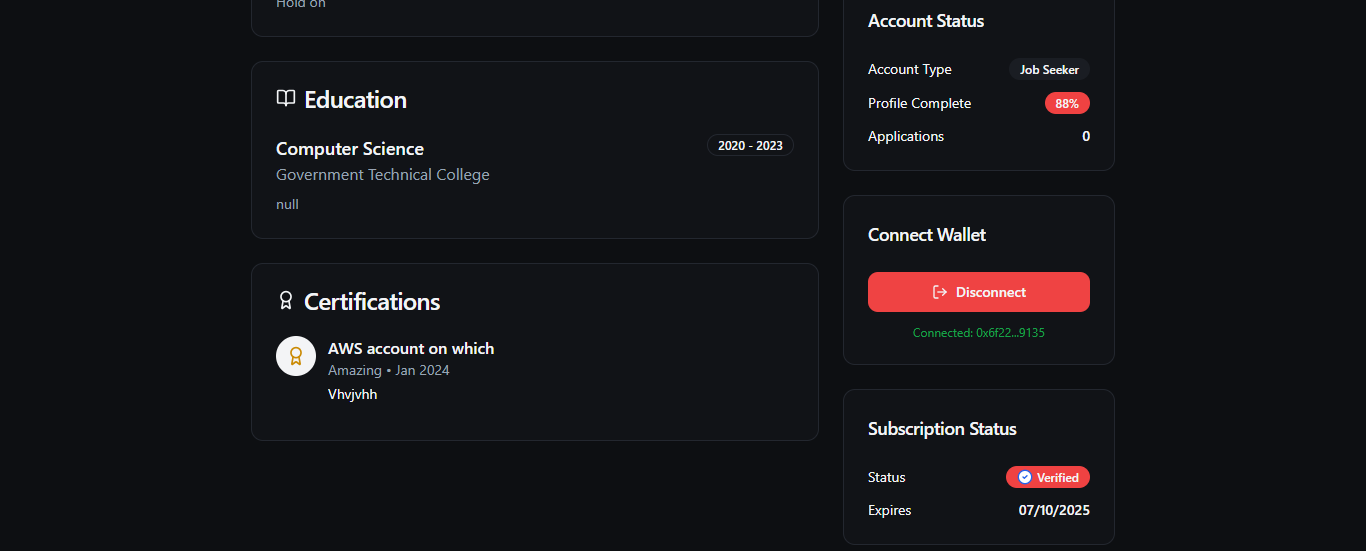 Hold on
Education
Computer Science
2020 - 2023
Government Technical College
null
Certifications
AWS account on which
Amazing • Jan 2024
Vhvjvhh
Account Status
Account Type
Job Seeker
Profile Complete
88%
Applications
0
Connect Wallet
Disconnect
Connected: 0x6f22...9135
Subscription Status
Status
Verified
Expires
07/10/2025